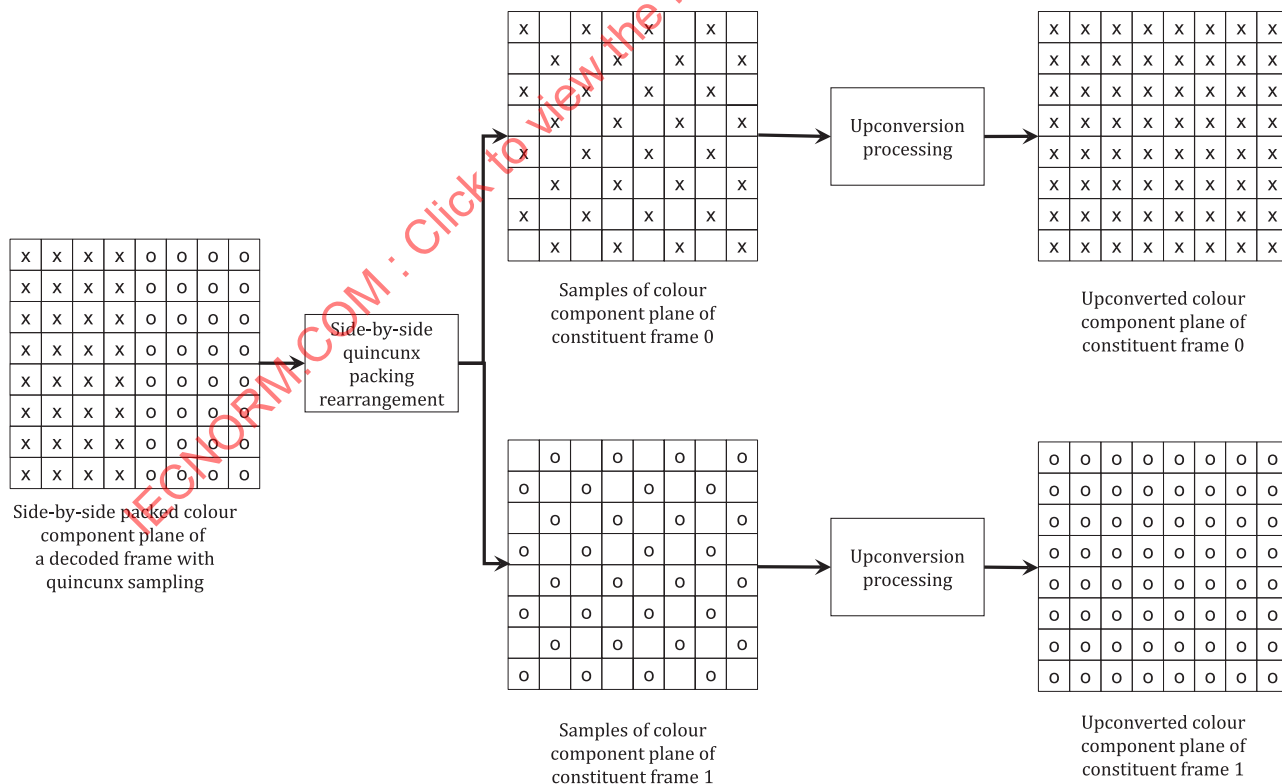 x x x x o o o o
x x x x o o o o
x x x x o o o o
x x x x o o o o
x x x x o o o o
x x x x o o o o
x x x x o o o o
x x x x o o o o
Side-by-side packed colour
component plane of
a decoded frame with
quincunx sampling
Side-by-side
quincunx
packing
rearrangement
x x x x
x x x x
x x x x
x x x x
x x x x
x x x x
x x x x
x x x x
Samples of colour
component plane of
constituent frame 0
Upconversion
processing
x x x x x x x x
x x x x x x x x
x x x x x x x x
x x x x x x x x
x x x x x x x x
x x x x x x x x
x x x x x x x x
x x x x x x x x
Upconverted colour
component plane of
constituent frame 0
o o o o
o o o o
o o o o
o o o o
o o o o
o o o o
o o o o
o o o o
Samples of colour
component plane of
constituent frame 1
Upconversion
processing
o o o o o o o o
o o o o o o o o
o o o o o o o o
o o o o o o o o
o o o o o o o o
o o o o o o o o
o o o o o o o o
o o o o o o o o
Upconverted colour
component plane of
constituent frame 1
IECNORM.COM : Click to view the